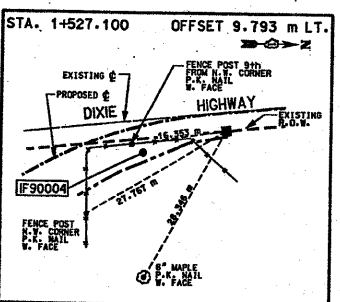 STA. 1+527.100 OFFSET 9.793 m LT.
N
FENCE POST 9th
FROM N.W. CORNER
P.K. NAIL
W. FACE
EXISTING ℄
PROPOSED ℄
DIXIE HIGHWAY
EXISTING
R.O.W.
16.353 m
IF90004
27.767 m
FENCE POST
N.W. CORNER
P.K. NAIL
W. FACE
6" MAPLE
P.K. NAIL
W. FACE